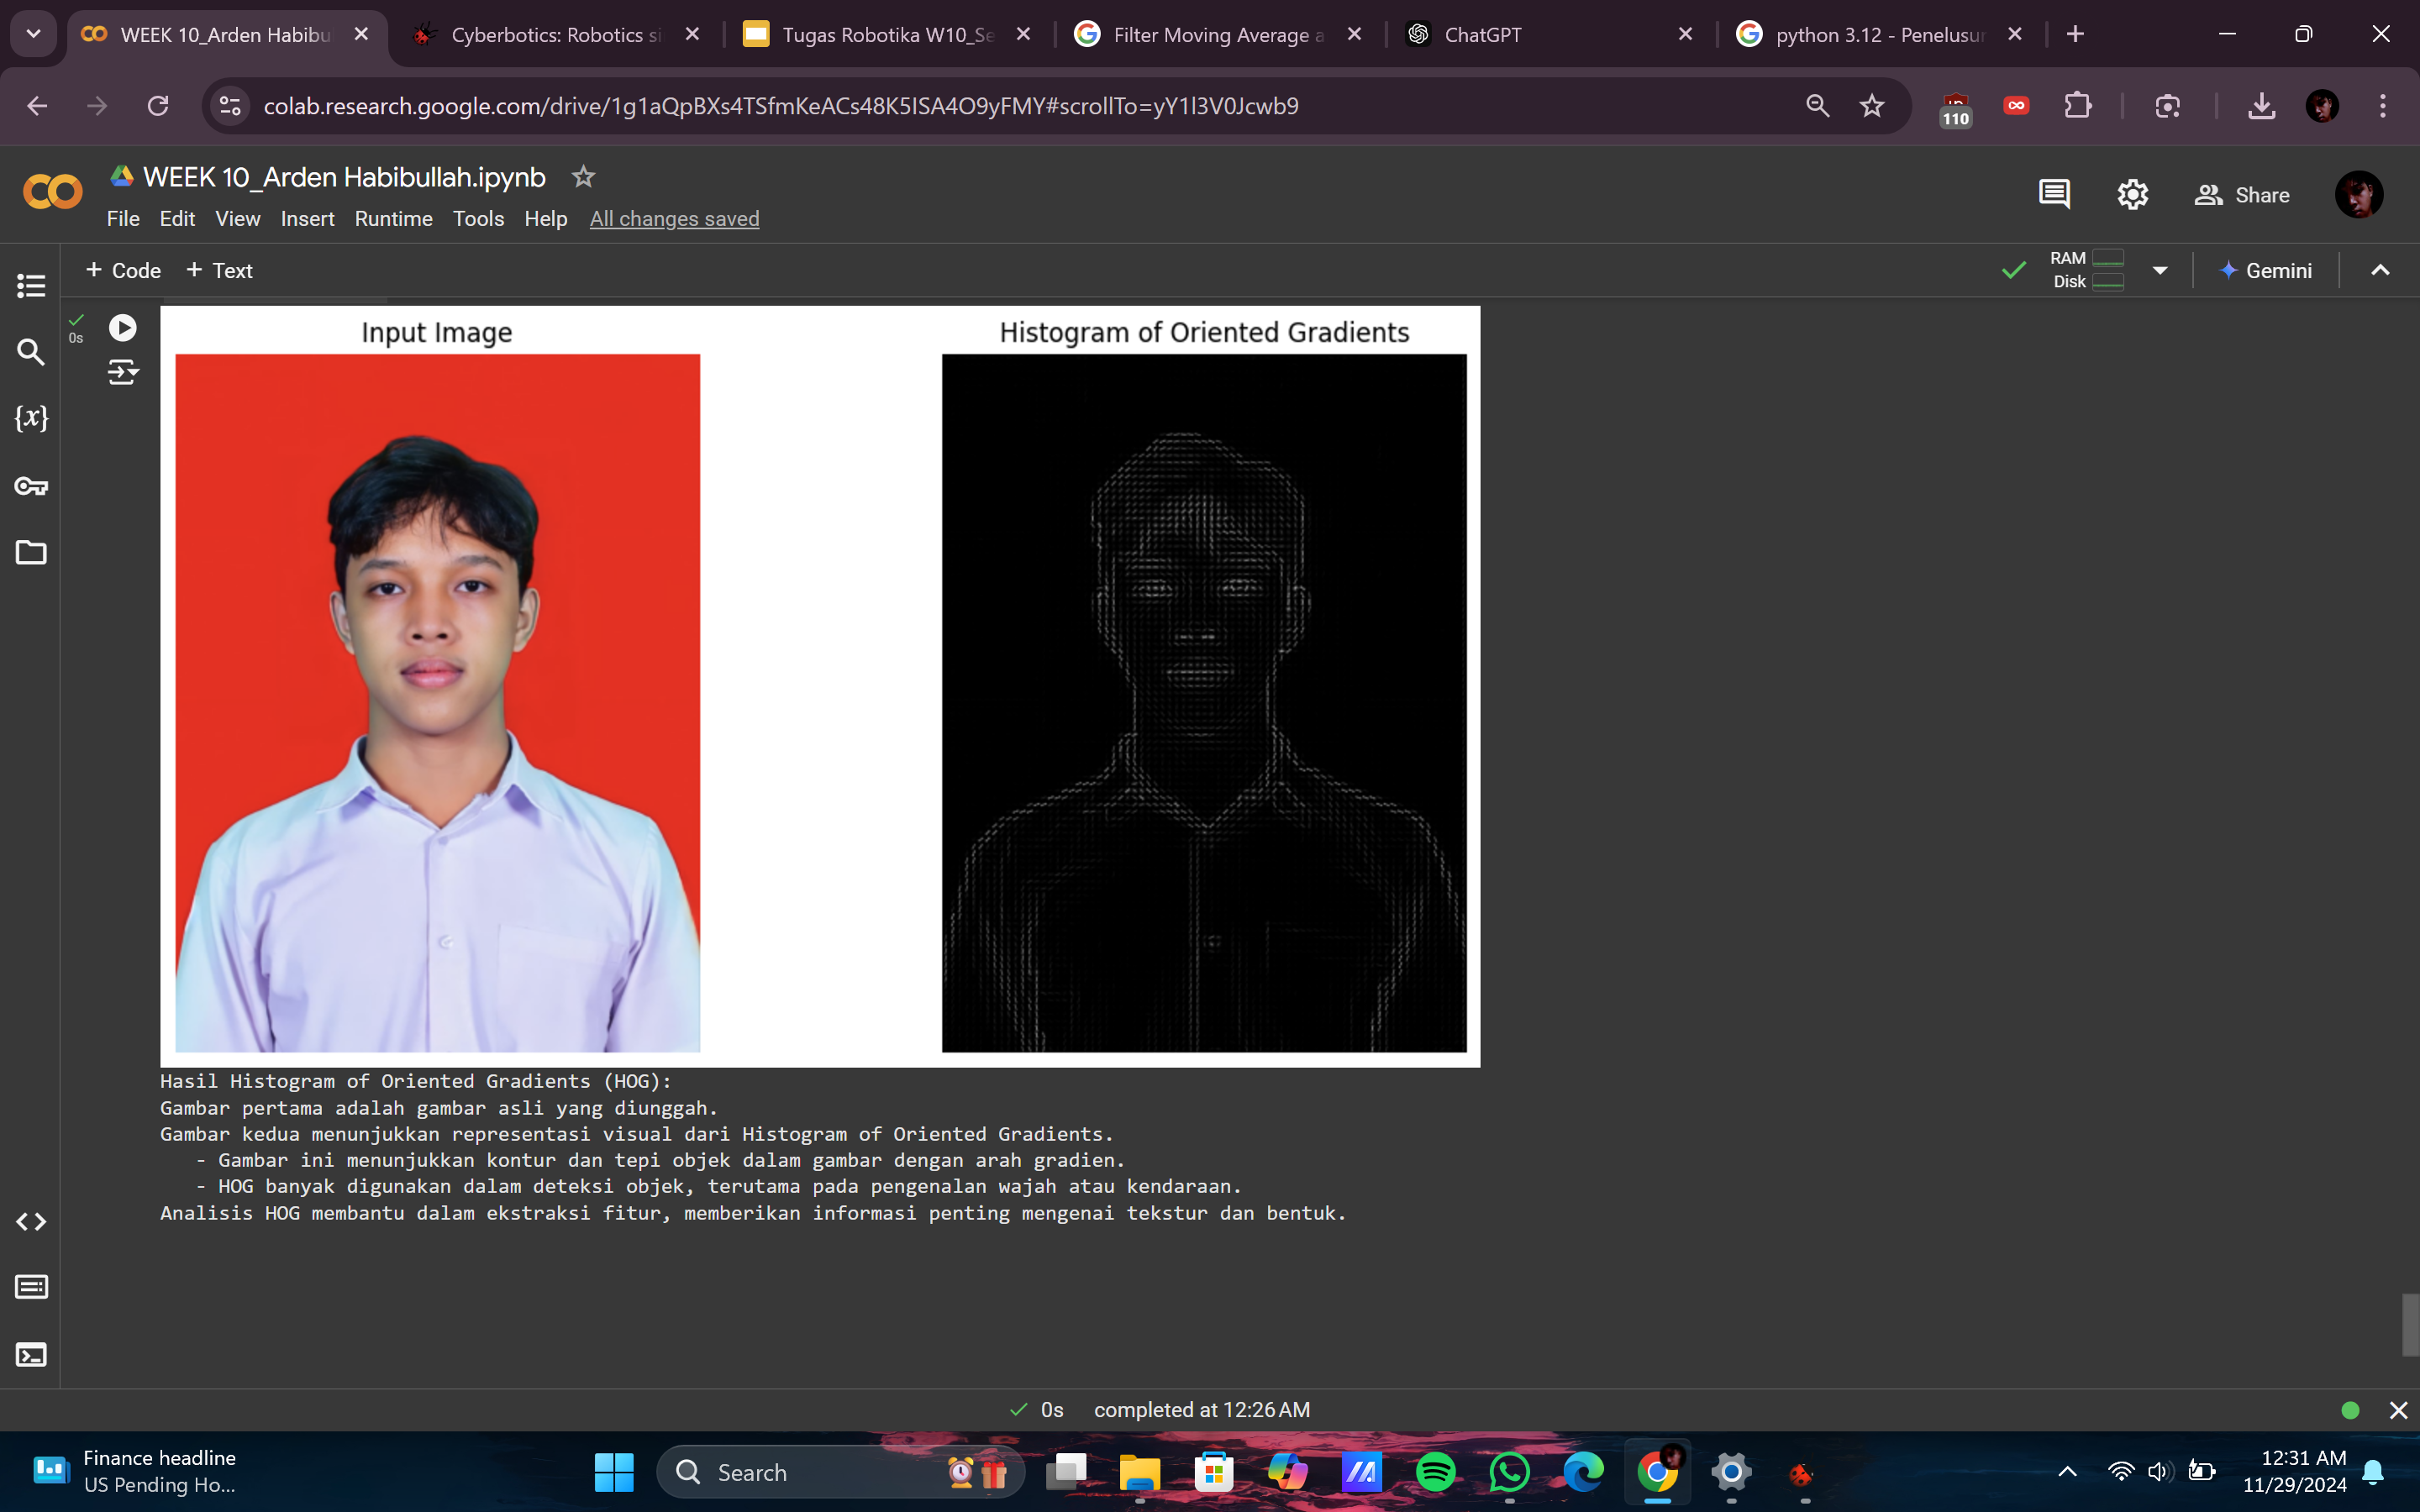 WEEK 10_Arden Habibu
Cyberbotics: Robotics si
Tugas Robotika W10_Se
Filter Moving Average a
ChatGPT
python 3.12 - Penelusur
colab.research.google.com/drive/1g1aQpBXs4TSfmKeACs48K5ISA4O9yFMY#scrollTo=yY1l3V0Jcwb9
110
WEEK 10_Arden Habibullah.ipynb
File Edit View Insert Runtime Tools Help All changes saved
Share
+ Code + Text
RAM
Disk
Gemini
0s
{x}
Input Image
Histogram of Oriented Gradients
Hasil Histogram of Oriented Gradients (HOG):
Gambar pertama adalah gambar asli yang diunggah.
Gambar kedua menunjukkan representasi visual dari Histogram of Oriented Gradients.
- Gambar ini menunjukkan kontur dan tepi objek dalam gambar dengan arah gradien.
- HOG banyak digunakan dalam deteksi objek, terutama pada pengenalan wajah atau kendaraan.
Analisis HOG membantu dalam ekstraksi fitur, memberikan informasi penting mengenai tekstur dan bentuk.
0s completed at 12:26 AM
Finance headline
US Pending Ho...
Search
12:31 AM
11/29/2024